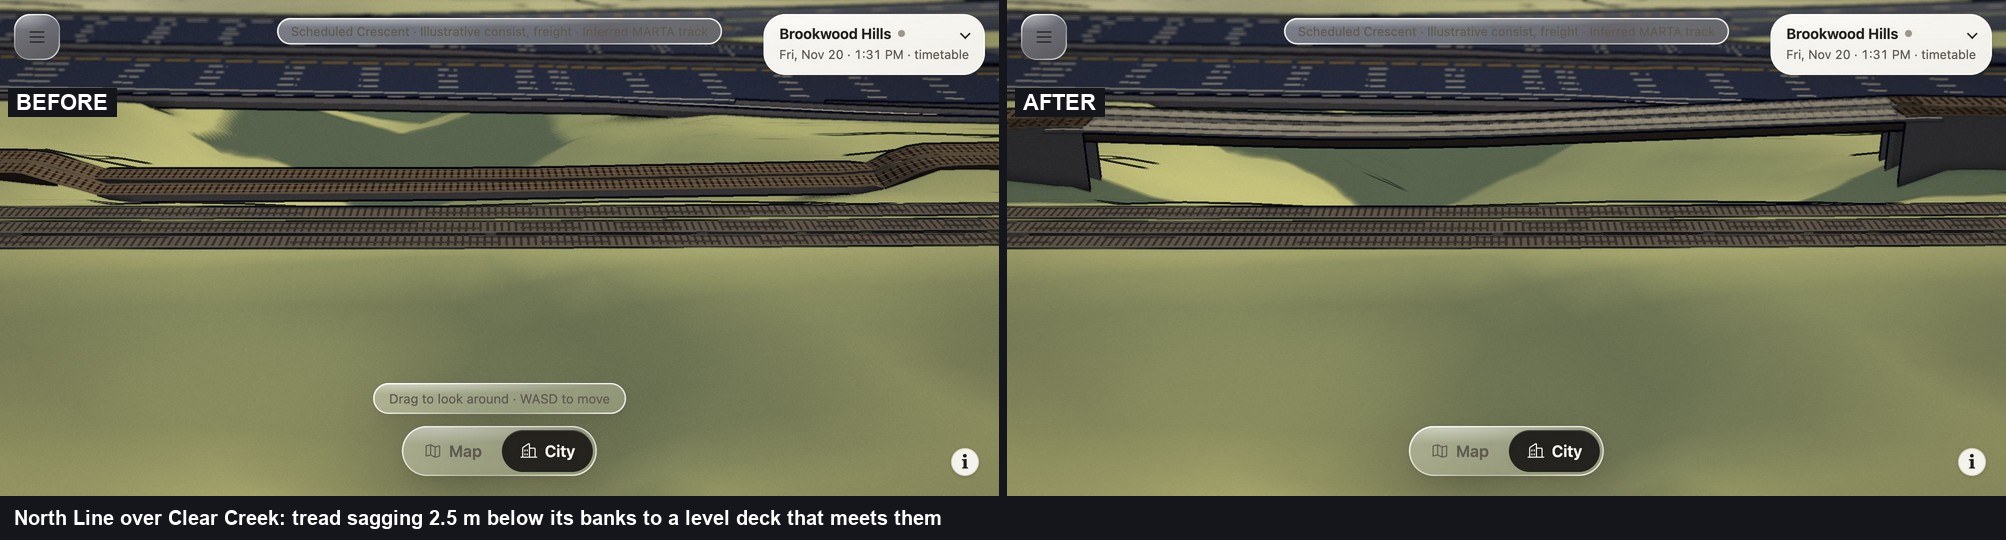 Scheduled Crescent · Illustrative consist, freight · Inferred MARTA track
Brookwood Hills
Fri, Nov 20 · 1:31 PM · timetable
BEFORE
Drag to look around · WASD to move
Map
City
i
Scheduled Crescent · Illustrative consist, freight · Inferred MARTA track
Brookwood Hills
Fri, Nov 20 · 1:31 PM · timetable
AFTER
Map
City
i
North Line over Clear Creek: tread sagging 2.5 m below its banks to a level deck that meets them